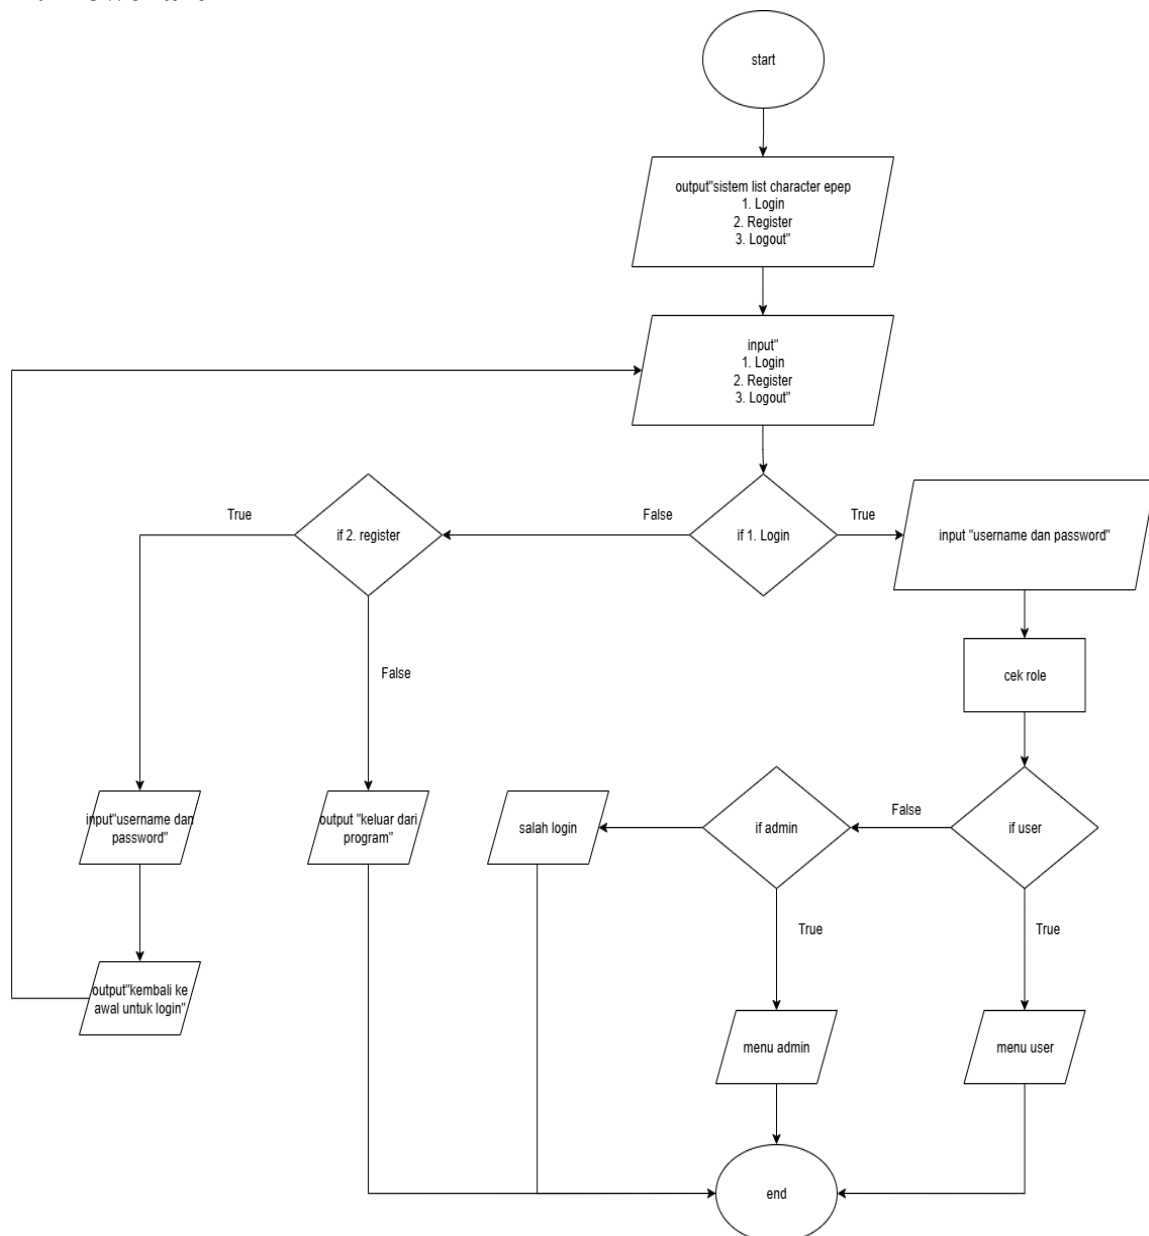 start
output"sistem list character epep
1. Login
2. Register
3. Logout"
input"
1. Login
2. Register
3. Logout"
True
if 2. register
False
if 1. Login
True
input "username dan password"
False
cek role
input"username dan
password"
output "keluar dari
program"
salah login
if admin
False
if user
True
True
output"kembali ke
awal untuk login"
menu admin
menu user
end